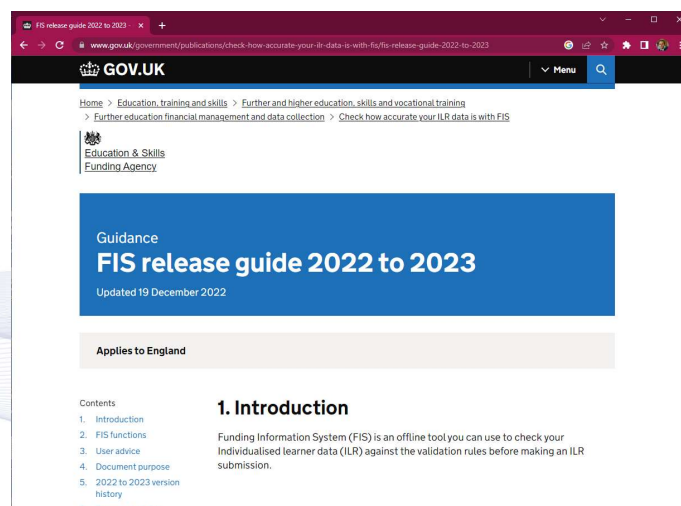 FIS release guide 2022 to 2023 -
www.gov.uk/government/publications/check-how-accurate-your-ilr-data-is-with-fis/fis-release-guide-2022-to-2023
GOV.UK
Menu
Home > Education, training and skills > Further and higher education, skills and vocational training
> Further education financial management and data collection > Check how accurate your ILR data is with FIS
Education & Skills
Funding Agency
Guidance
FIS release guide 2022 to 2023
Updated 19 December 2022
Applies to England
Contents
1. Introduction
2. FIS functions
3. User advice
4. Document purpose
5. 2022 to 2023 version
history
1. Introduction
Funding Information System (FIS) is an offline tool you can use to check your
Individualised learner data (ILR) against the validation rules before making an ILR
submission.